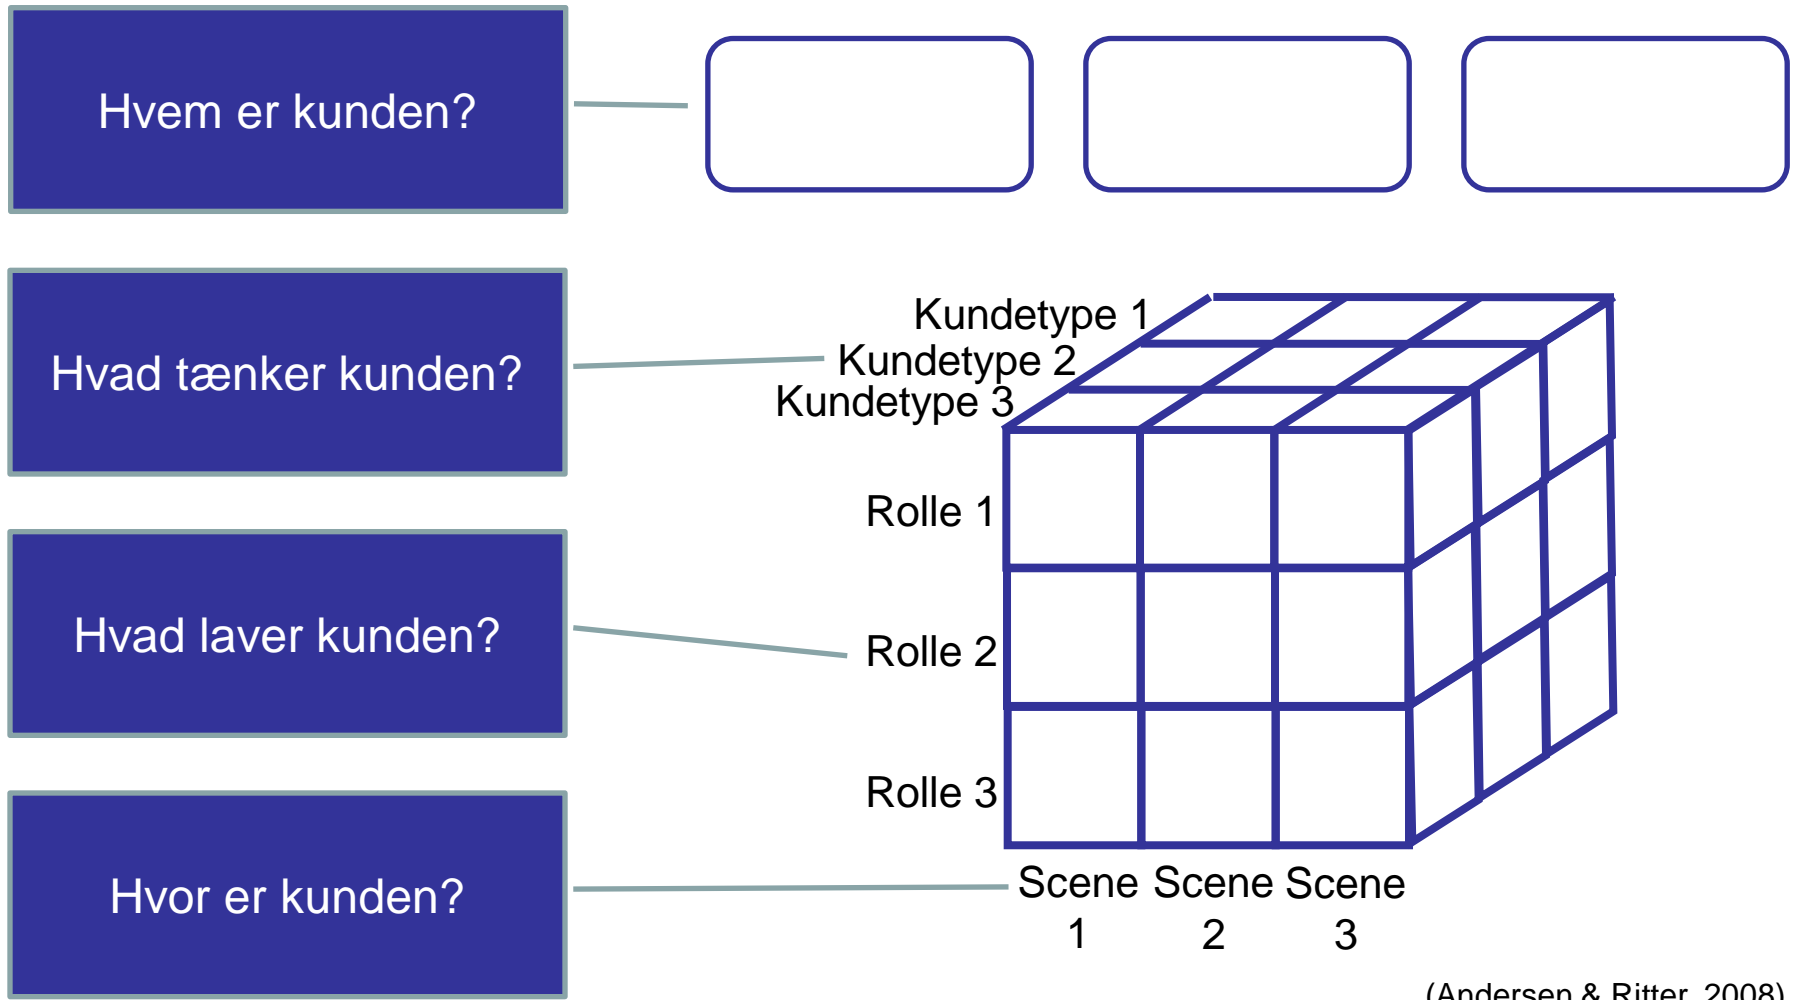 Hvem er kunden?
Hvad tænker kunden?
Kundetype 1
Kundetype 2
Kundetype 3
Hvad laver kunden?
Rolle 1
Rolle 2
Rolle 3
Hvor er kunden?
Scene Scene Scene
1 2 3
(Andersen & Ritter, 2008)